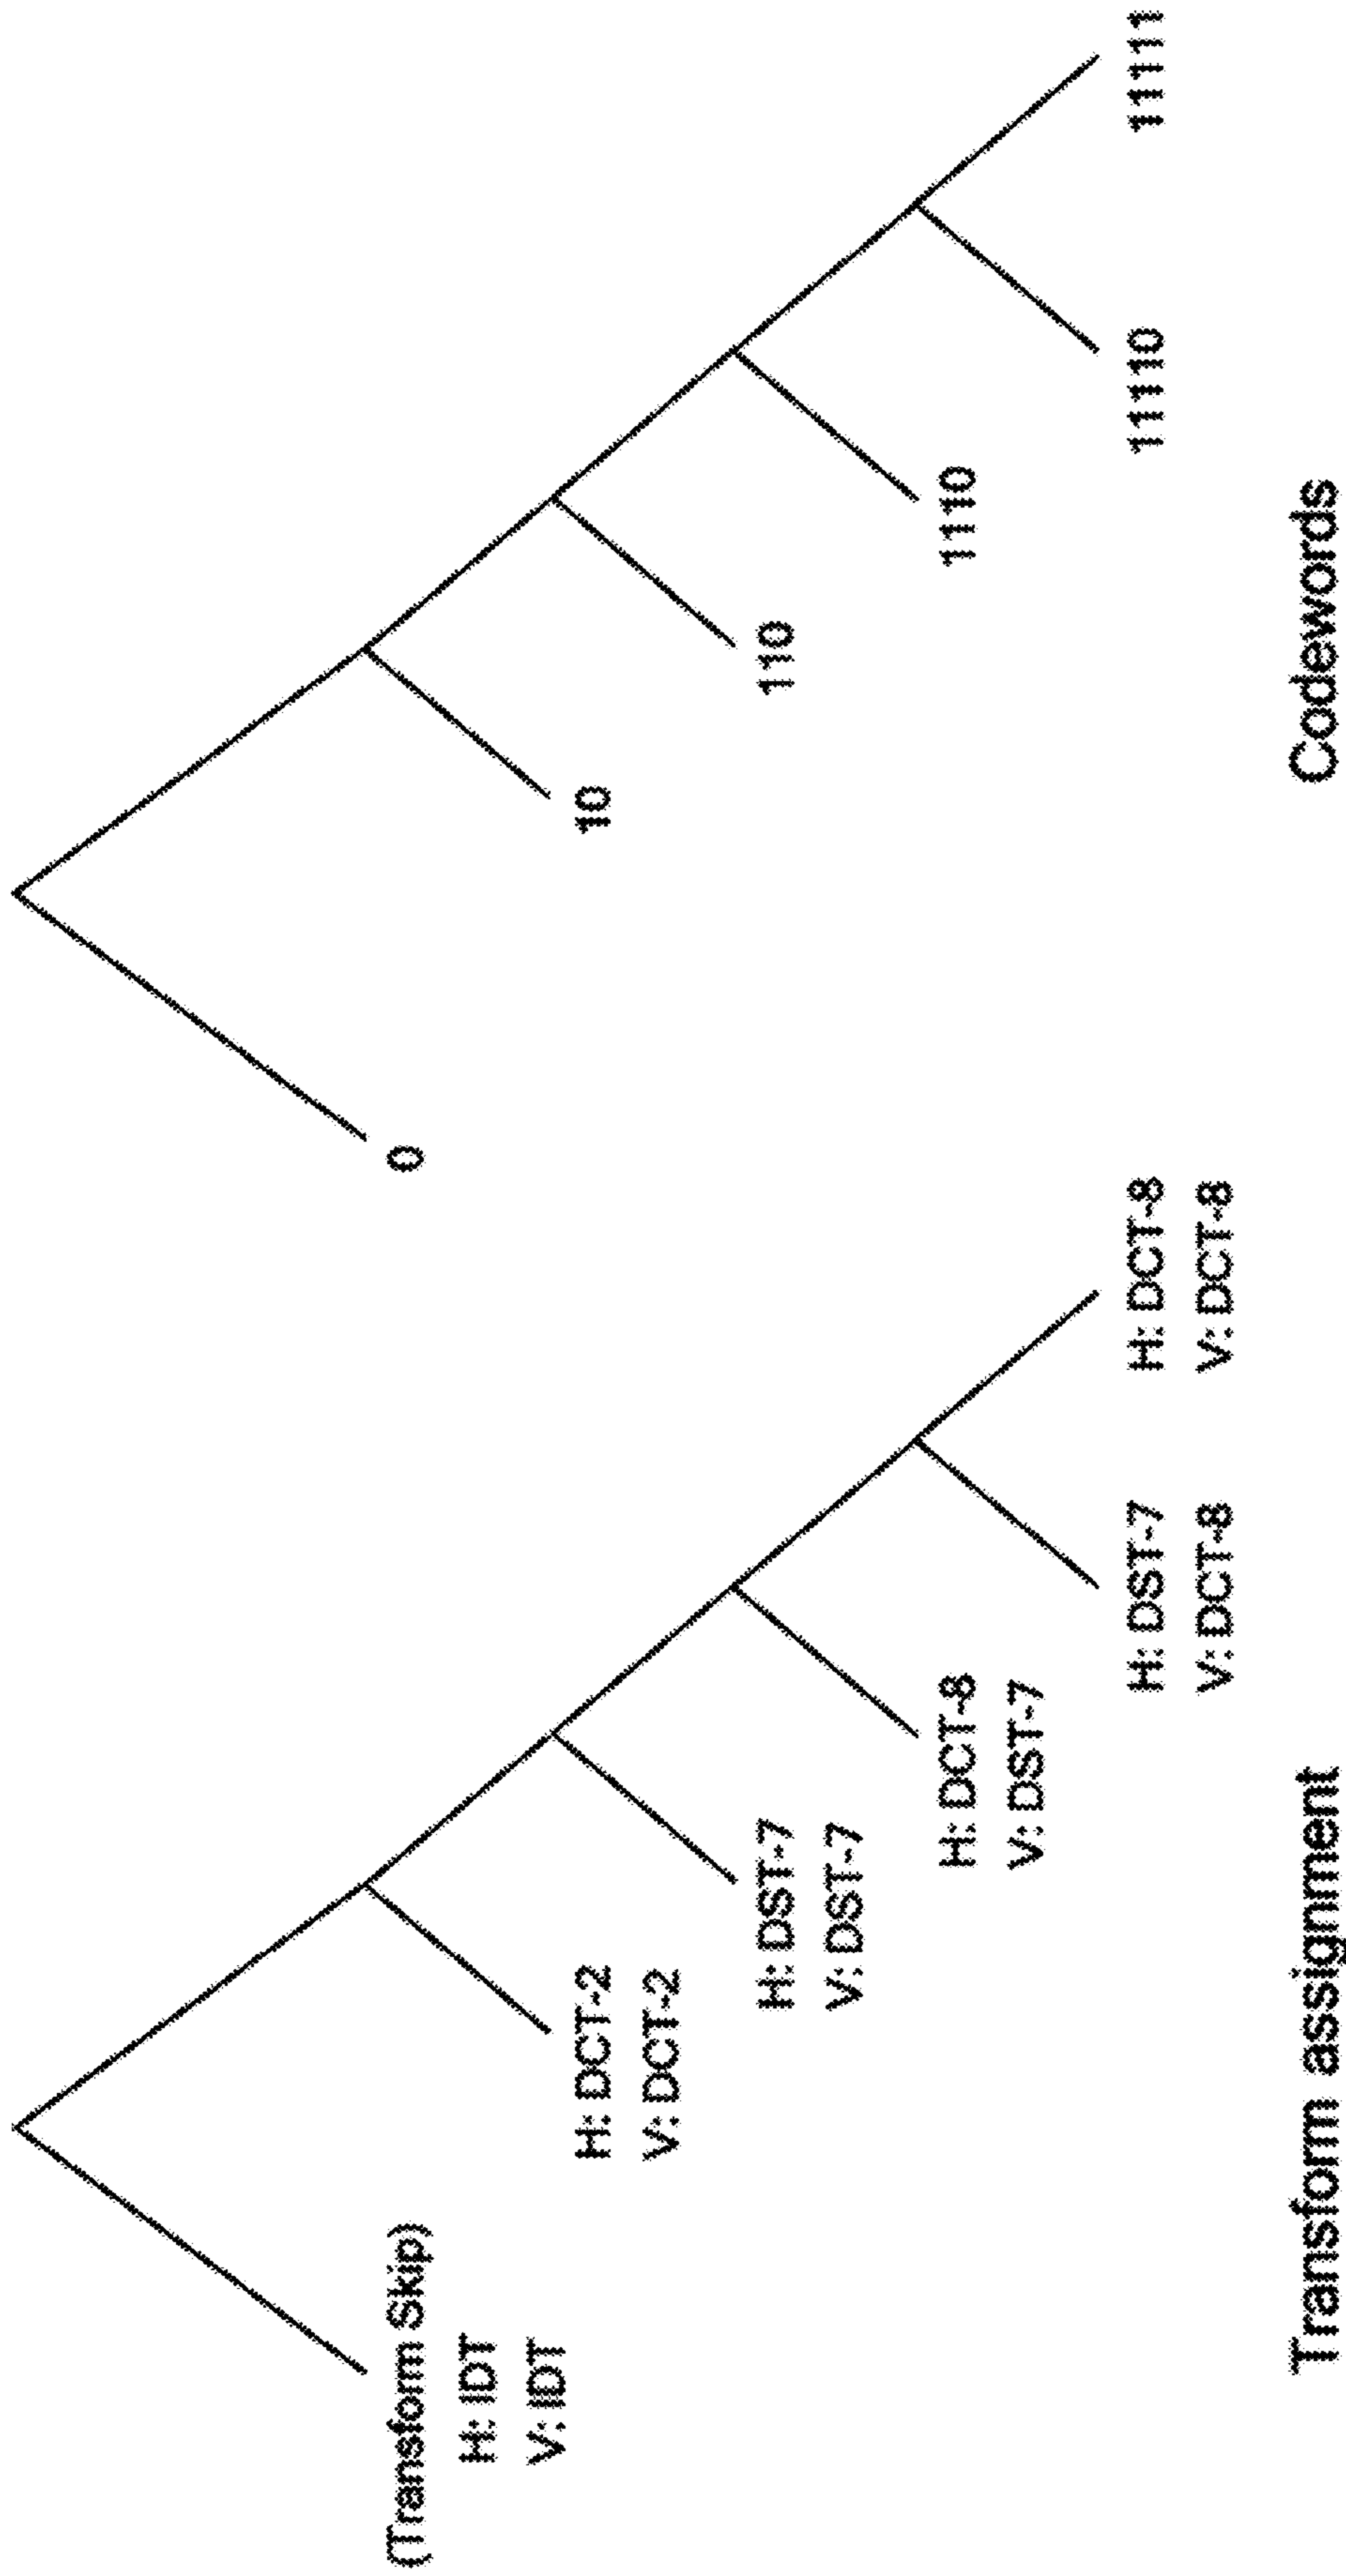 (Transform Skip)
H: IDT
V: IDT
H: DCT-2
V: DCT-2
H: DST-7
V: DST-7
H: DCT-8
V: DST-7
H: DST-7
V: DCT-8
H: DCT-8
V: DCT-8
Transform assignment
0
10
110
1110
11110
11111
Codewords